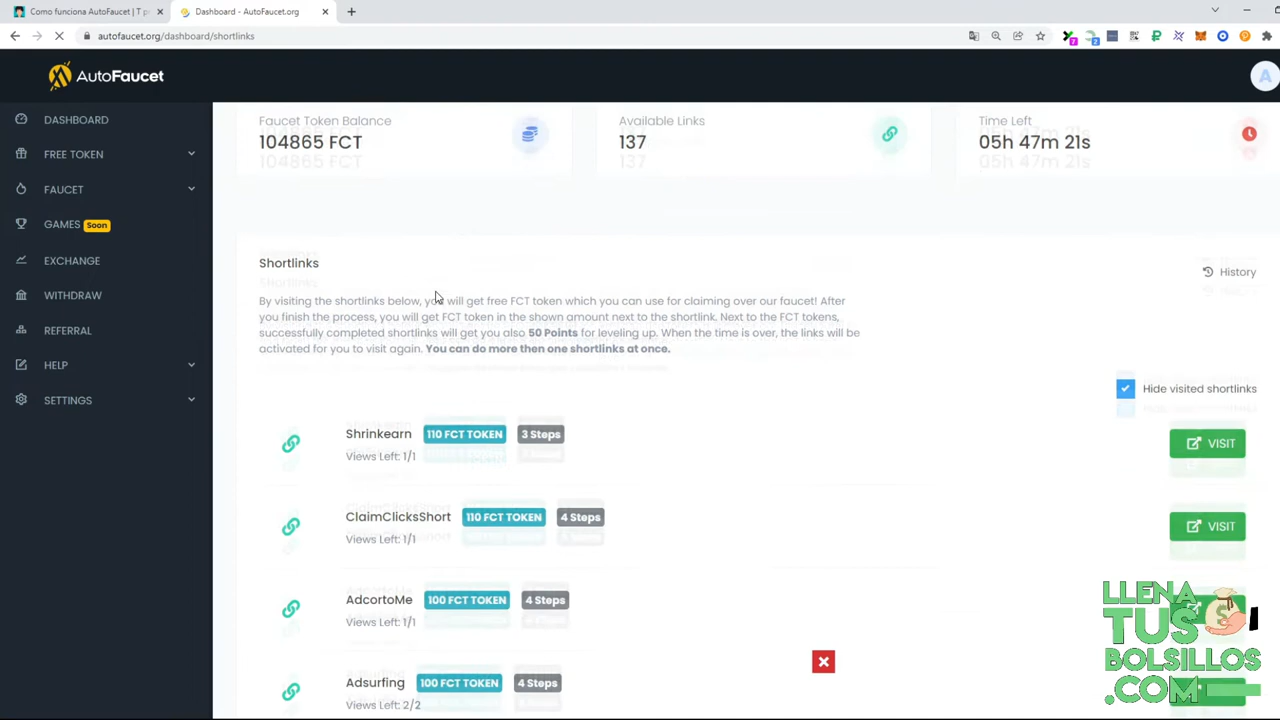 Como funciona AutoFaucet | T p
Dashboard - AutoFaucet.org
autofaucet.org/dashboard/shortlinks
7
2
AutoFaucet
A
DASHBOARD
FREE TOKEN
FAUCET
GAMES Soon
EXCHANGE
WITHDRAW
REFERRAL
HELP
SETTINGS
Faucet Token Balance
104865 FCT
Available Links
137
Time Left
05h 47m 21s
Shortlinks
History
By visiting the shortlinks below, you will get free FCT token which you can use for claiming over our faucet! After
you finish the process, you will get FCT token in the shown amount next to the shortlink. Next to the FCT tokens,
successfully completed shortlinks will get you also 50 Points for leveling up. When the time is over, the links will be
activated for you to visit again. You can do more then one shortlinks at once.
Hide visited shortlinks
Shrinkearn 110 FCT TOKEN 3 Steps
Views Left: 1/1
VISIT
ClaimClicksShort 110 FCT TOKEN 4 Steps
Views Left: 1/1
VISIT
AdcortoMe 100 FCT TOKEN 4 Steps
Views Left: 1/1
Adsurfing 100 FCT TOKEN 4 Steps
Views Left: 2/2
LLENA
TUS
BOLSILLOS
.COM